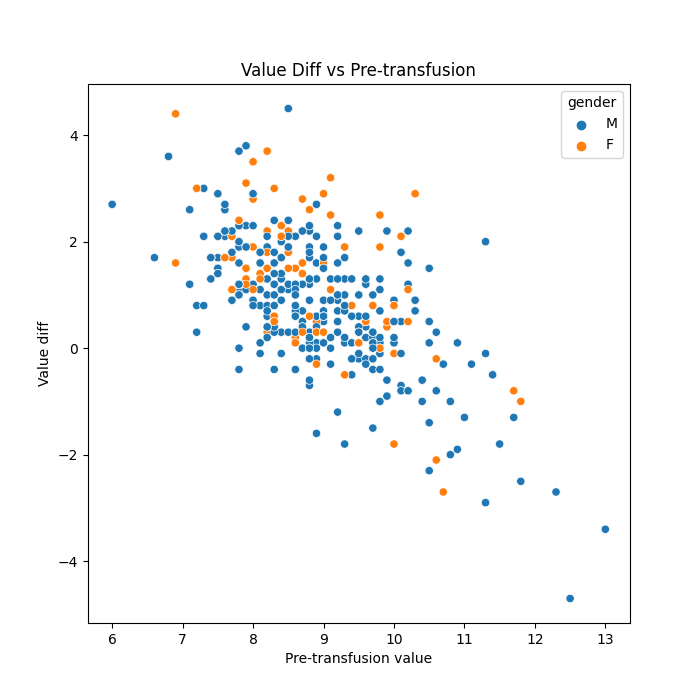 Value Diff vs Pre-transfusion
gender
M
F
4
2
0
−2
−4
Value diff
6 7 8 9 10 11 12 13
Pre-transfusion value